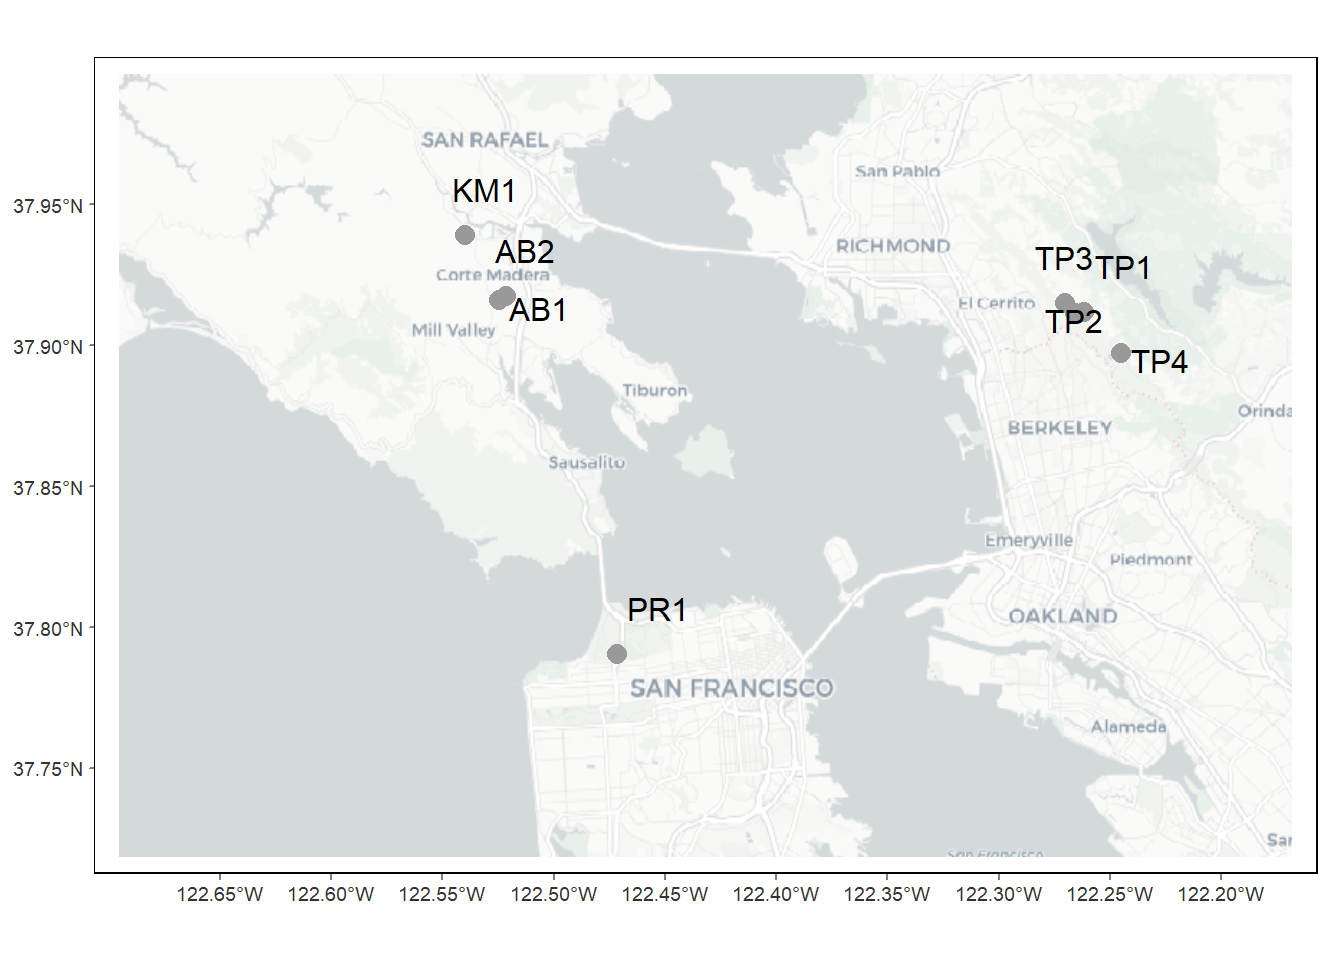 SAN RAFAEL
San Pablo
KM1
37.95°N
RICHMOND
AB2
TP3
TP1
Corte Madera
El Cerrito
AB1
TP2
Mill Valley
37.90°N
TP4
Tiburon
Orinda
BERKELEY
Sausalito
37.85°N
Emeryville
Piedmont
PR1
OAKLAND
37.80°N
SAN FRANCISCO
Alameda
37.75°N
San
San Francisco
122.65°W
122.60°W
122.55°W
122.50°W
122.45°W
122.40°W
122.35°W
122.30°W
122.25°W
122.20°W